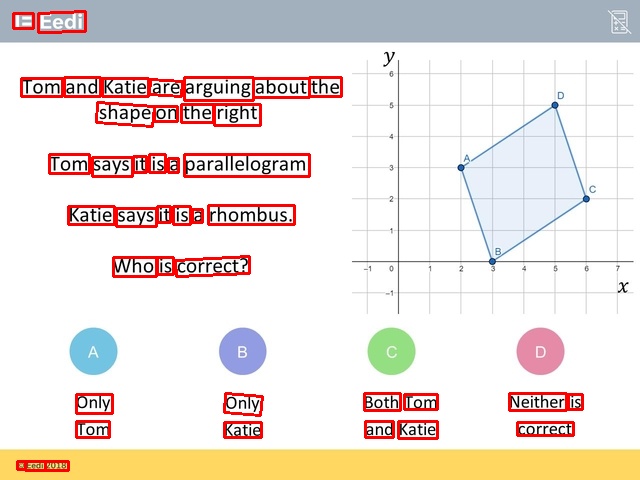 Eedi
Tom and Katie are arguing about the
shape on the right
Tom says it is a parallelogram
Katie says it is a rhombus.
Who is correct?
y
6
5
4
3
2
1
-1 0 1 2 3 4 5 6 7
-1
x
A
B
C
D
A B C D
Only Only Both Tom Neither is
Tom Katie and Katie correct
© Eedi 2018